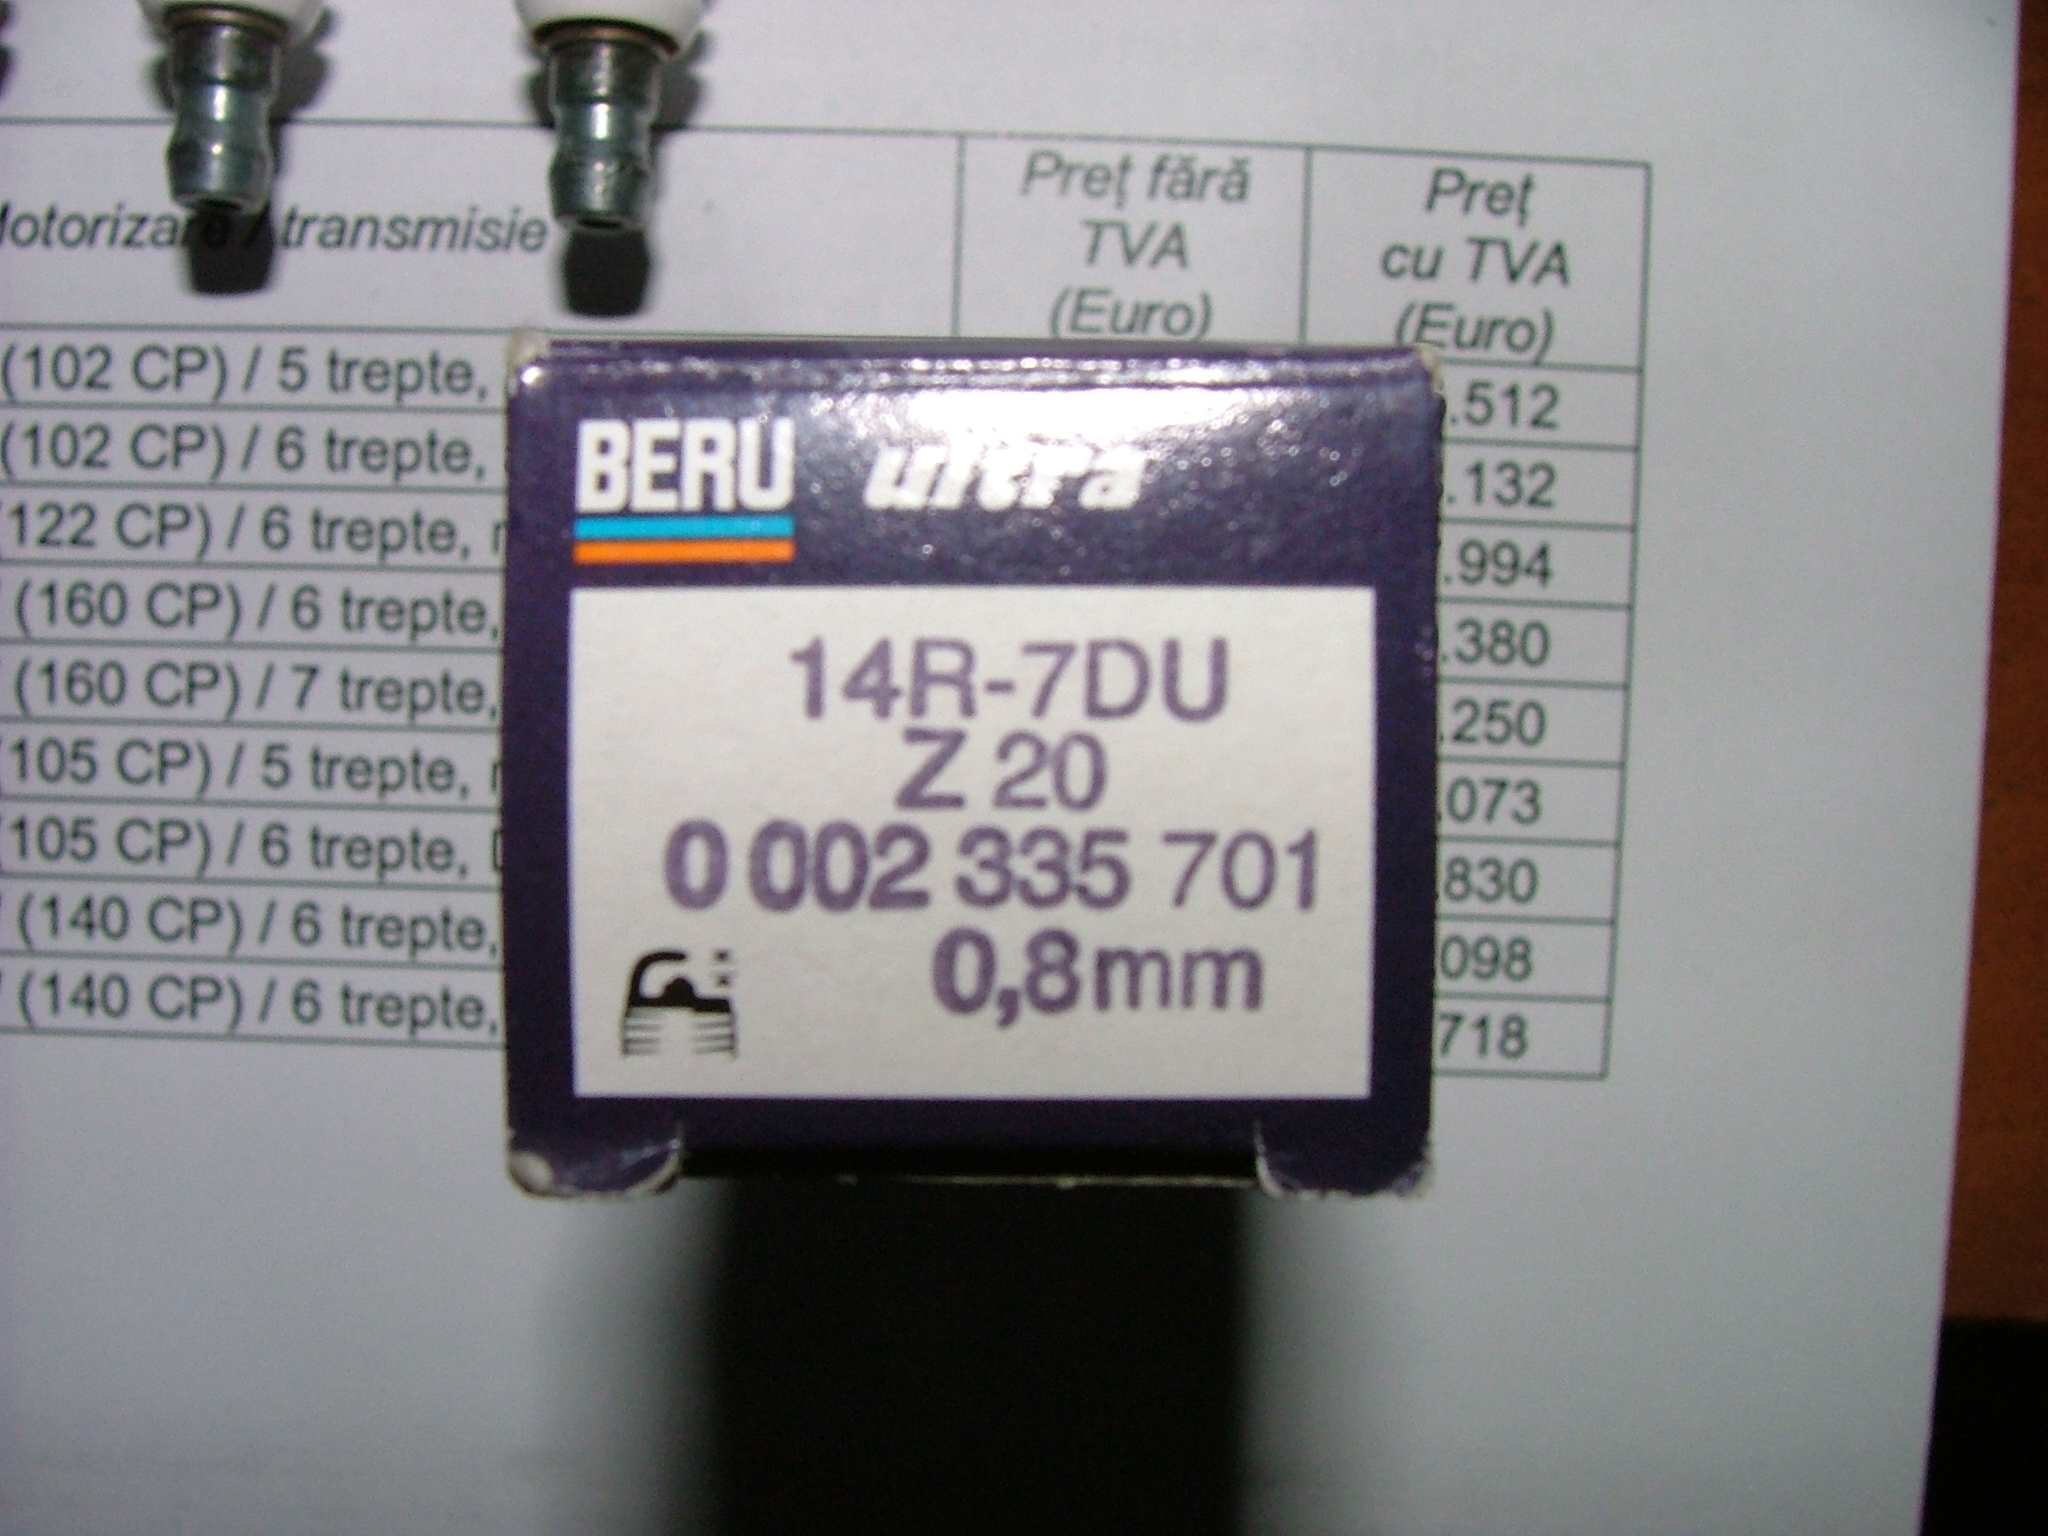 transmisie
Preț fără
TVA
(Euro)
Preț
cu TVA
(Euro)
(102 CP) / 5 trepte,
.512
(102 CP) / 6 trepte,
.132
(122 CP) / 6 trepte,
.994
(160 CP) / 6 trepte,
.380
(160 CP) / 7 trepte,
.250
(105 CP) / 5 trepte,
.073
(105 CP) / 6 trepte,
.830
(140 CP) / 6 trepte,
098
(140 CP) / 6 trepte,
718
BERU ultra
14R-7DU
Z 20
0 002 335 701
0,8mm